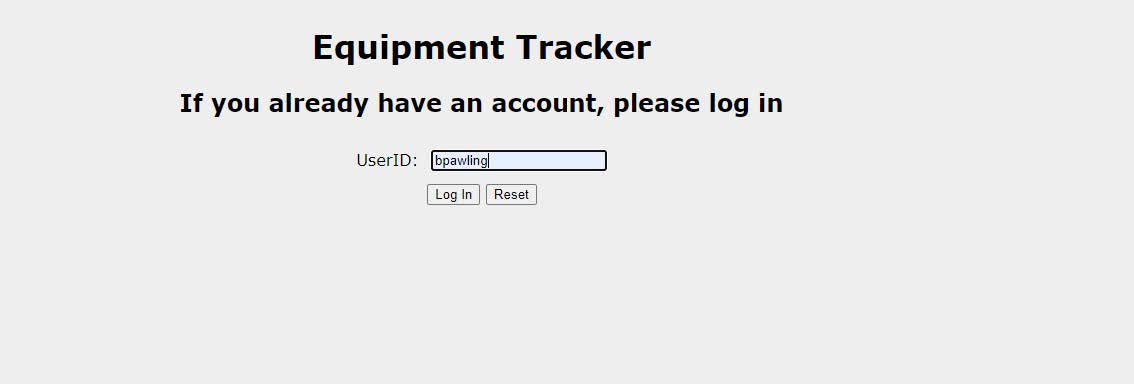 Equipment Tracker
If you already have an account, please log in
UserID: bpawling
Log In Reset